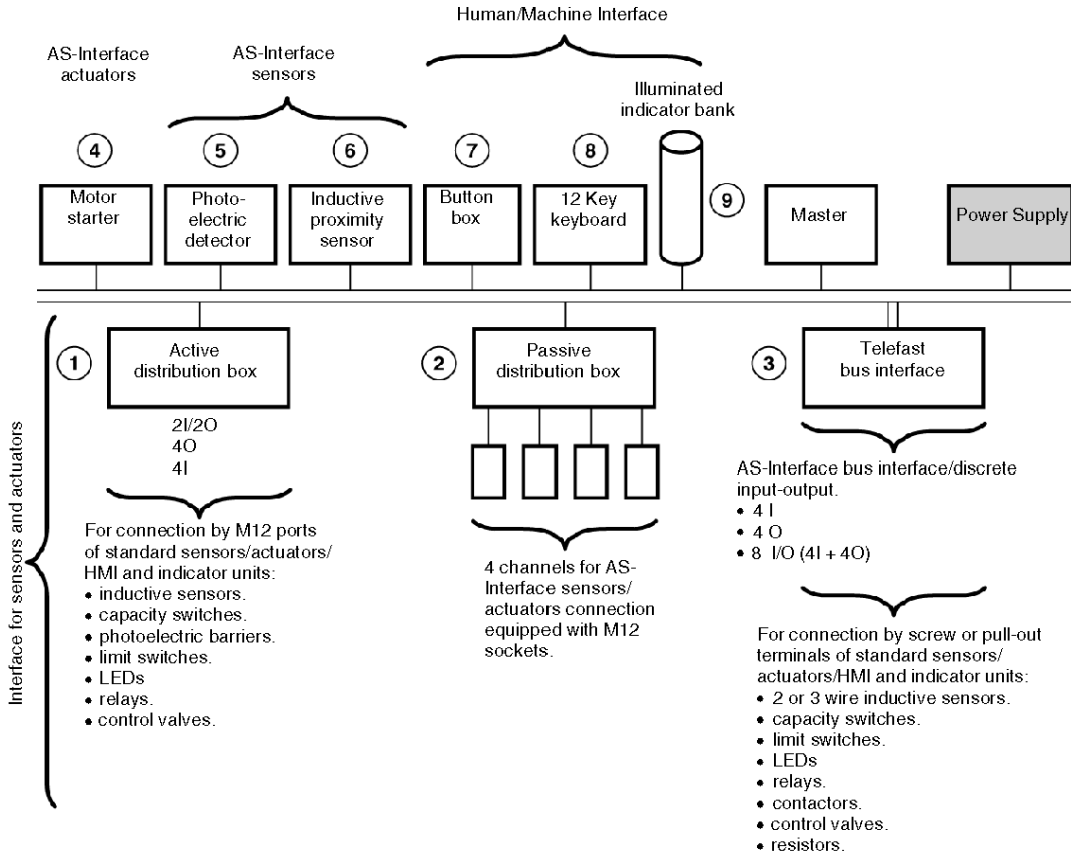 Human/Machine Interface
AS-Interface
actuators
AS-Interface
sensors
Illuminated
indicator bank
4
5
6
7
8
9
Motor
starter
Photo-
electric
detector
Inductive
proximity
sensor
Button
box
12 Key
keyboard
Master
Power Supply
Interface for sensors and actuators
1
Active
distribution box
2I/2O
4O
4I
For connection by M12 ports
of standard sensors/actuators/
HMI and indicator units:
• inductive sensors.
• capacity switches.
• photoelectric barriers.
• limit switches.
• LEDs
• relays.
• control valves.
2
Passive
distribution box
4 channels for AS-
Interface sensors/
actuators connection
equipped with M12
sockets.
3
Telefast
bus interface
AS-Interface bus interface/discrete
input-output.
• 4 I
• 4 O
• 8 I/O (4I + 4O)
For connection by screw or pull-out
terminals of standard sensors/
actuators/HMI and indicator units:
• 2 or 3 wire inductive sensors.
• capacity switches.
• limit switches.
• LEDs
• relays.
• contactors.
• control valves.
• resistors.